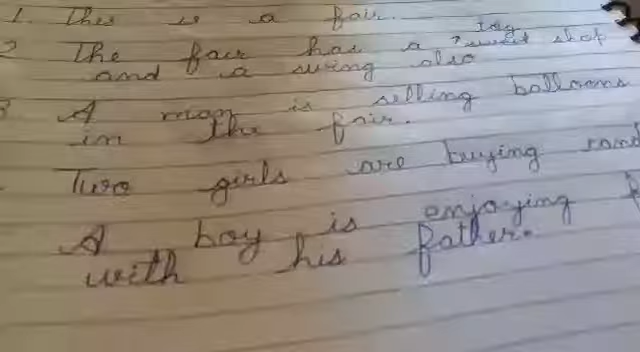 1. This is a fair.
2 The fair has a toy sweet shop
and a swing also
3. A man is selling balloons
in the fair.
Two girls are buying
A boy is enjoying
with his father.